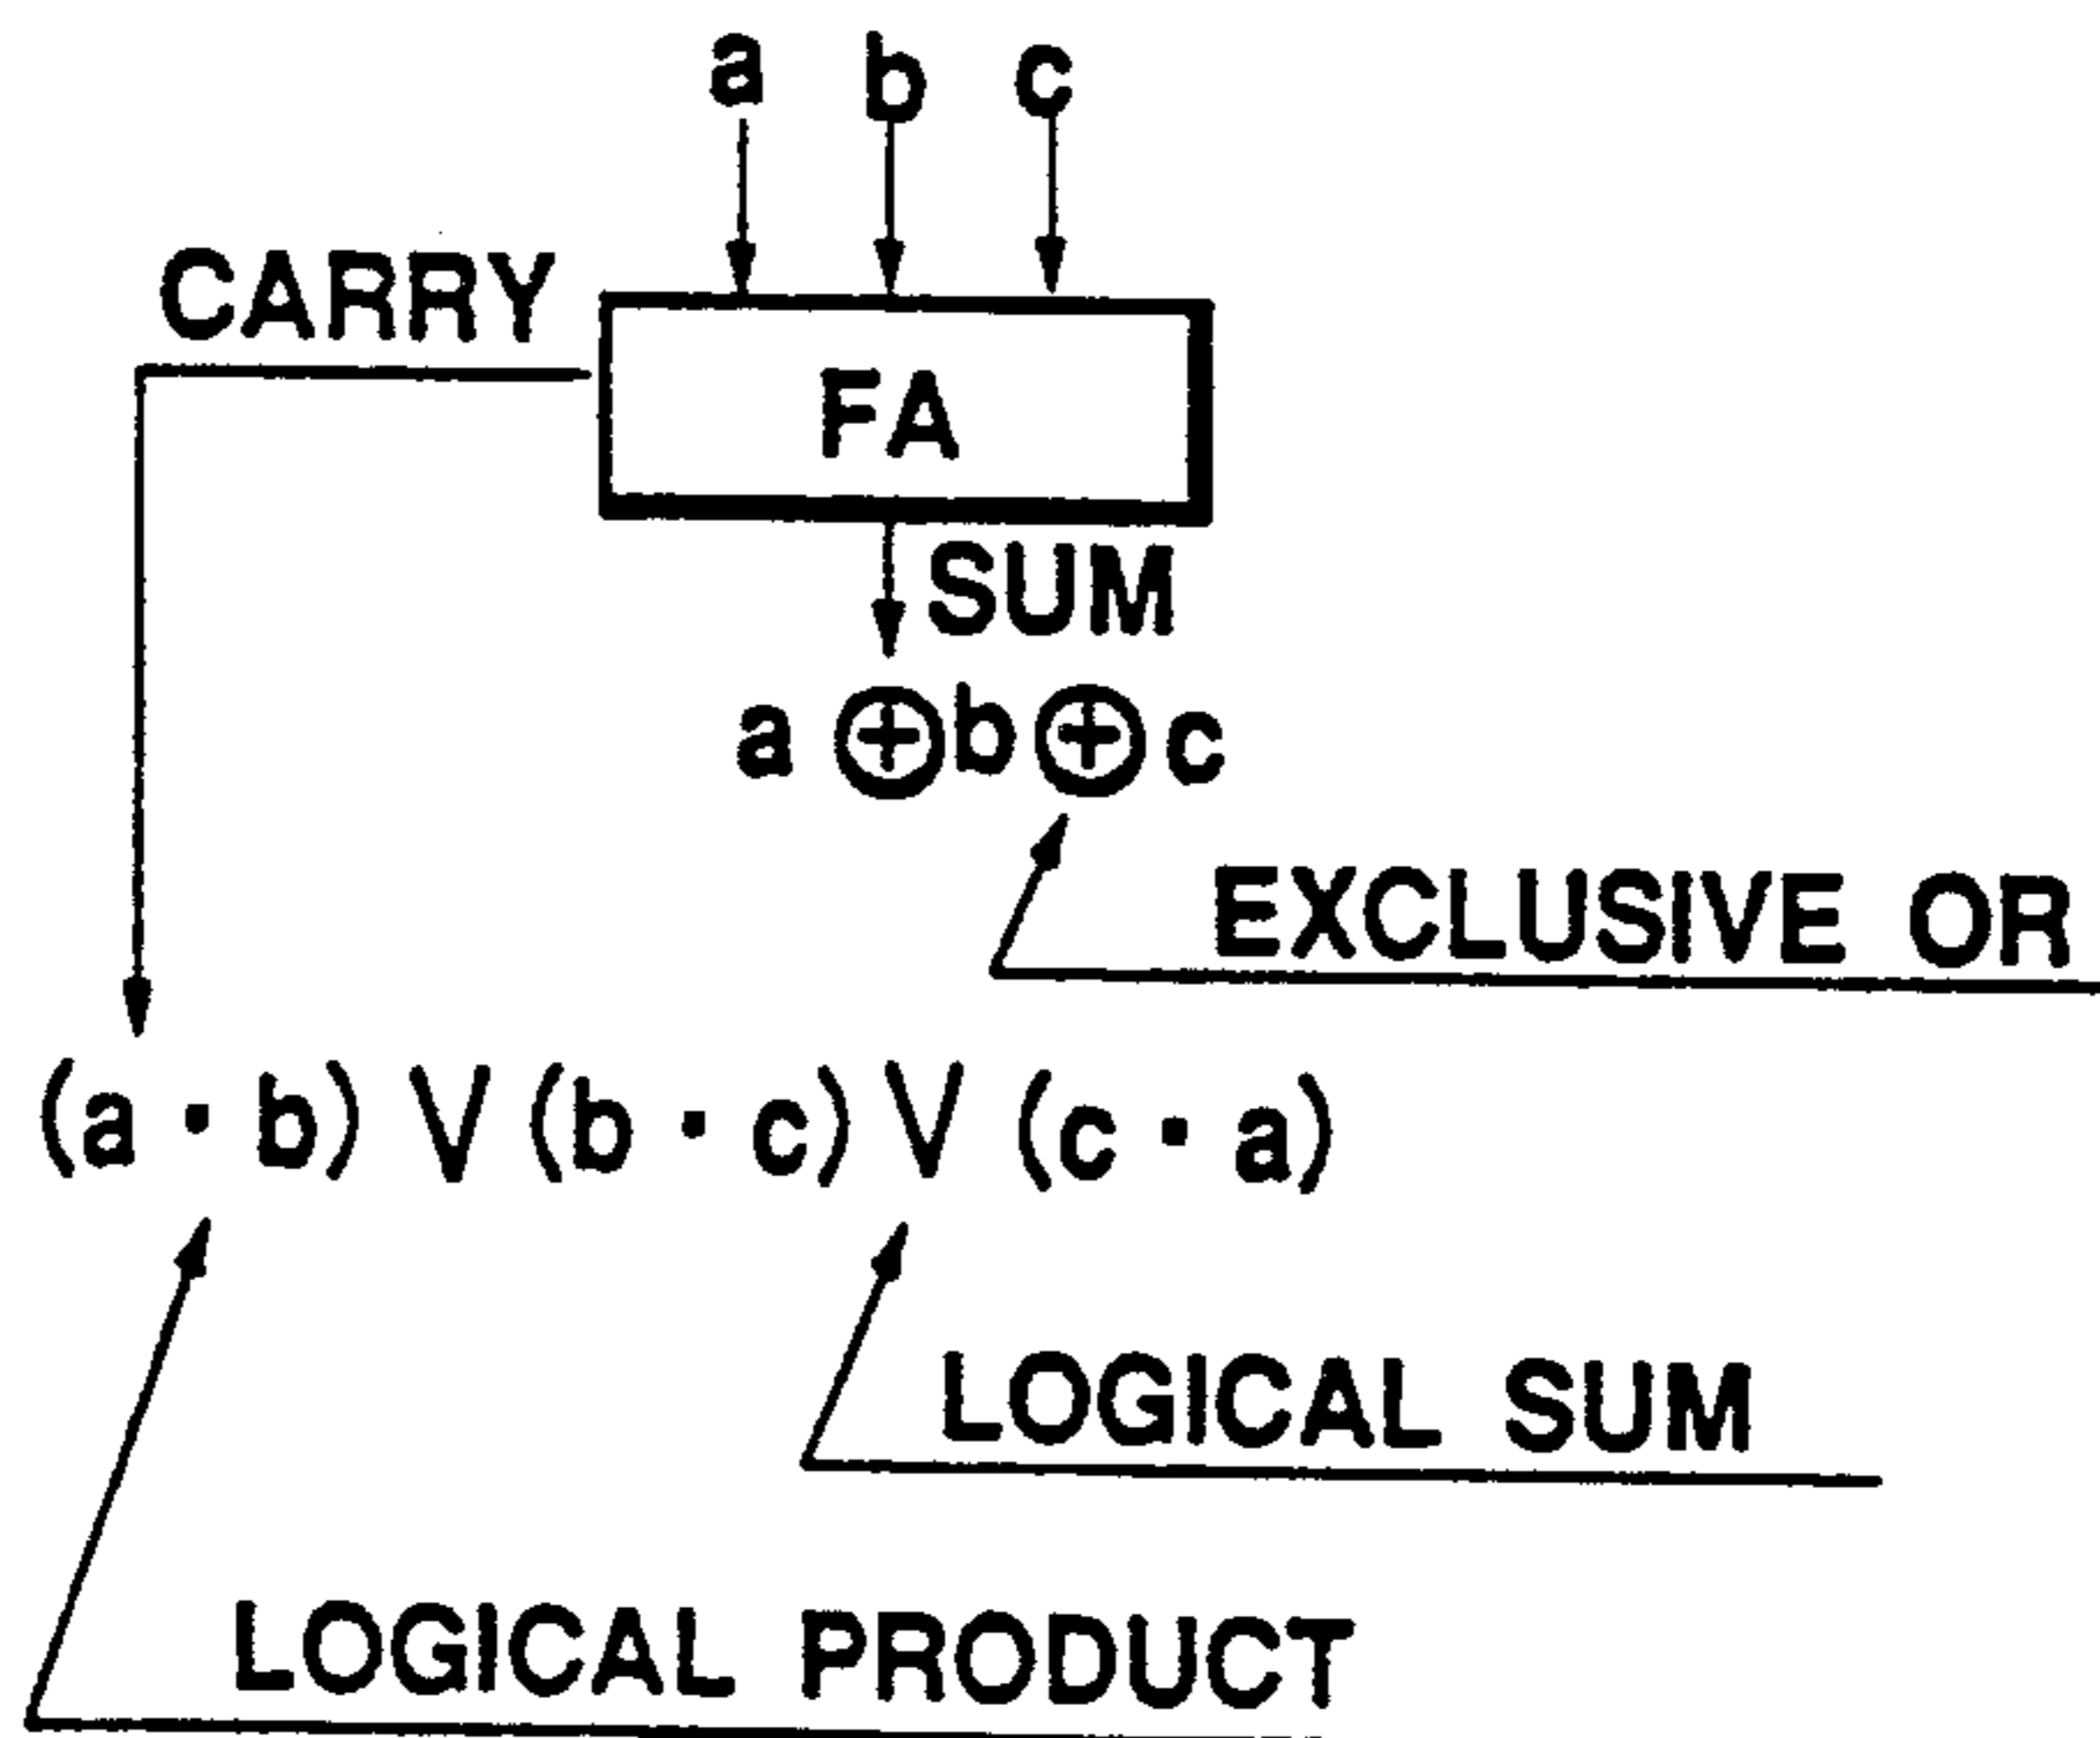 a b c
CARRY
FA
SUM
a ⊕ b ⊕ c
EXCLUSIVE OR
(a · b) V (b · c) V (c · a)
LOGICAL SUM
LOGICAL PRODUCT